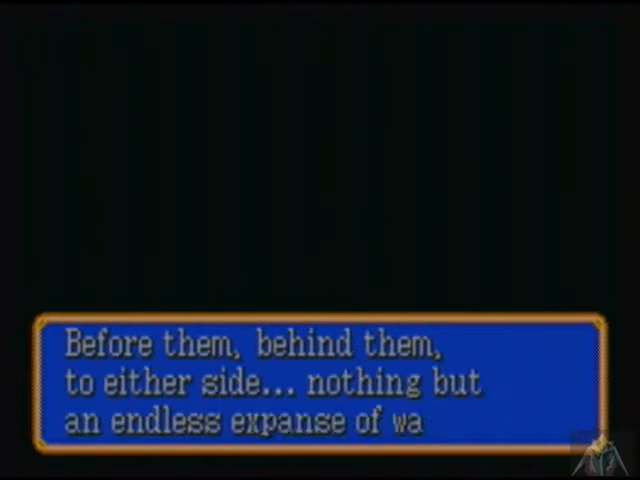 Before them, behind them,
to either side... nothing but
an endless expanse of wa